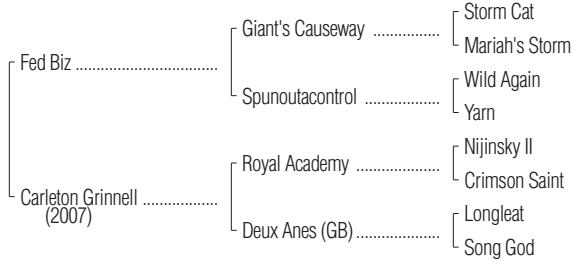 Storm Cat
Giant's Causeway ................
Mariah's Storm
Fed Biz .................................
Wild Again
Spunoutacontrol .................
Yarn
Nijinsky II
Royal Academy ..................
Crimson Saint
Carleton Grinnell .................
(2007)
Longleat
Deux Anes (GB)..................
Song God